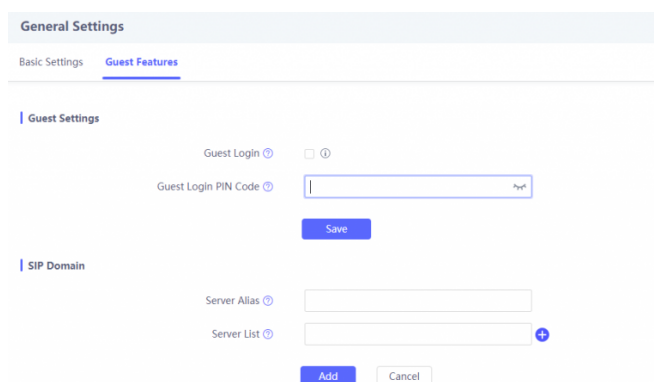 General Settings
Basic Settings Guest Features
Guest Settings
Guest Login
Guest Login PIN Code
Save
SIP Domain
Server Alias
Server List
Add Cancel